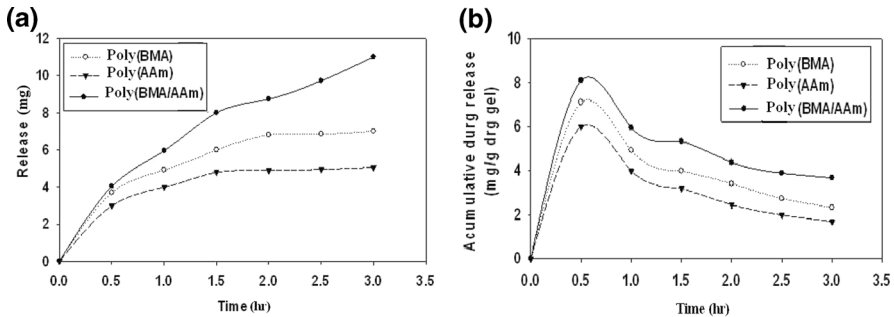 (a)
12
10
8
6
4
2
0
Release (mg)
Poly(BMA)
Poly(AAm)
Poly(BMA/AAm)
0.0 0.5 1.0 1.5 2.0 2.5 3.0 3.5
Time (hr)
(b)
10
8
6
4
2
0
Acumulative durg release
(mg/g drg gel)
Poly(BMA)
Poly(AAm)
Poly(BMA/AAm)
0.0 0.5 1.0 1.5 2.0 2.5 3.0 3.5
Time (hr)